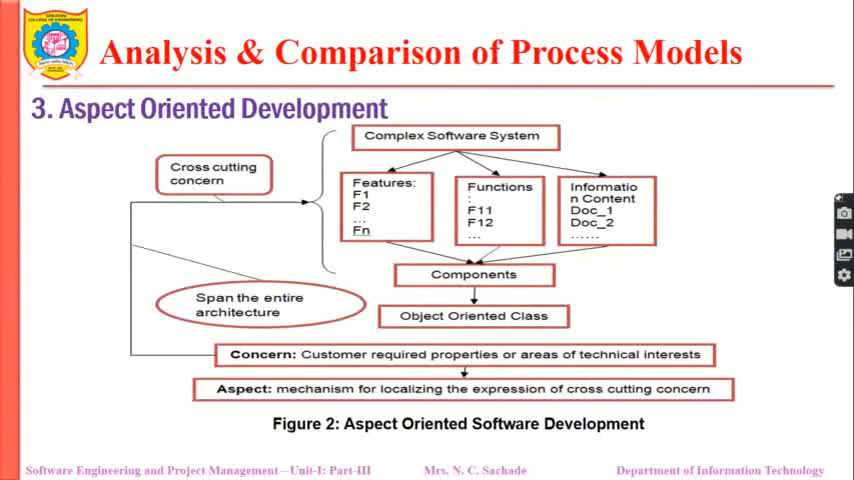 Analysis & Comparison of Process Models
3. Aspect Oriented Development
Complex Software System
Cross cutting
concern
Features:
F1
F2
...
Fn
Functions
:
F11
F12
...
Informatio
n Content
Doc_1
Doc_2
......
Components
Span the entire
architecture
Object Oriented Class
Concern: Customer required properties or areas of technical interests
Aspect: mechanism for localizing the expression of cross cutting concern
Figure 2: Aspect Oriented Software Development
Software Engineering and Project Management – Unit-I: Part-III
Mrs. N. C. Sachade
Department of Information Technology